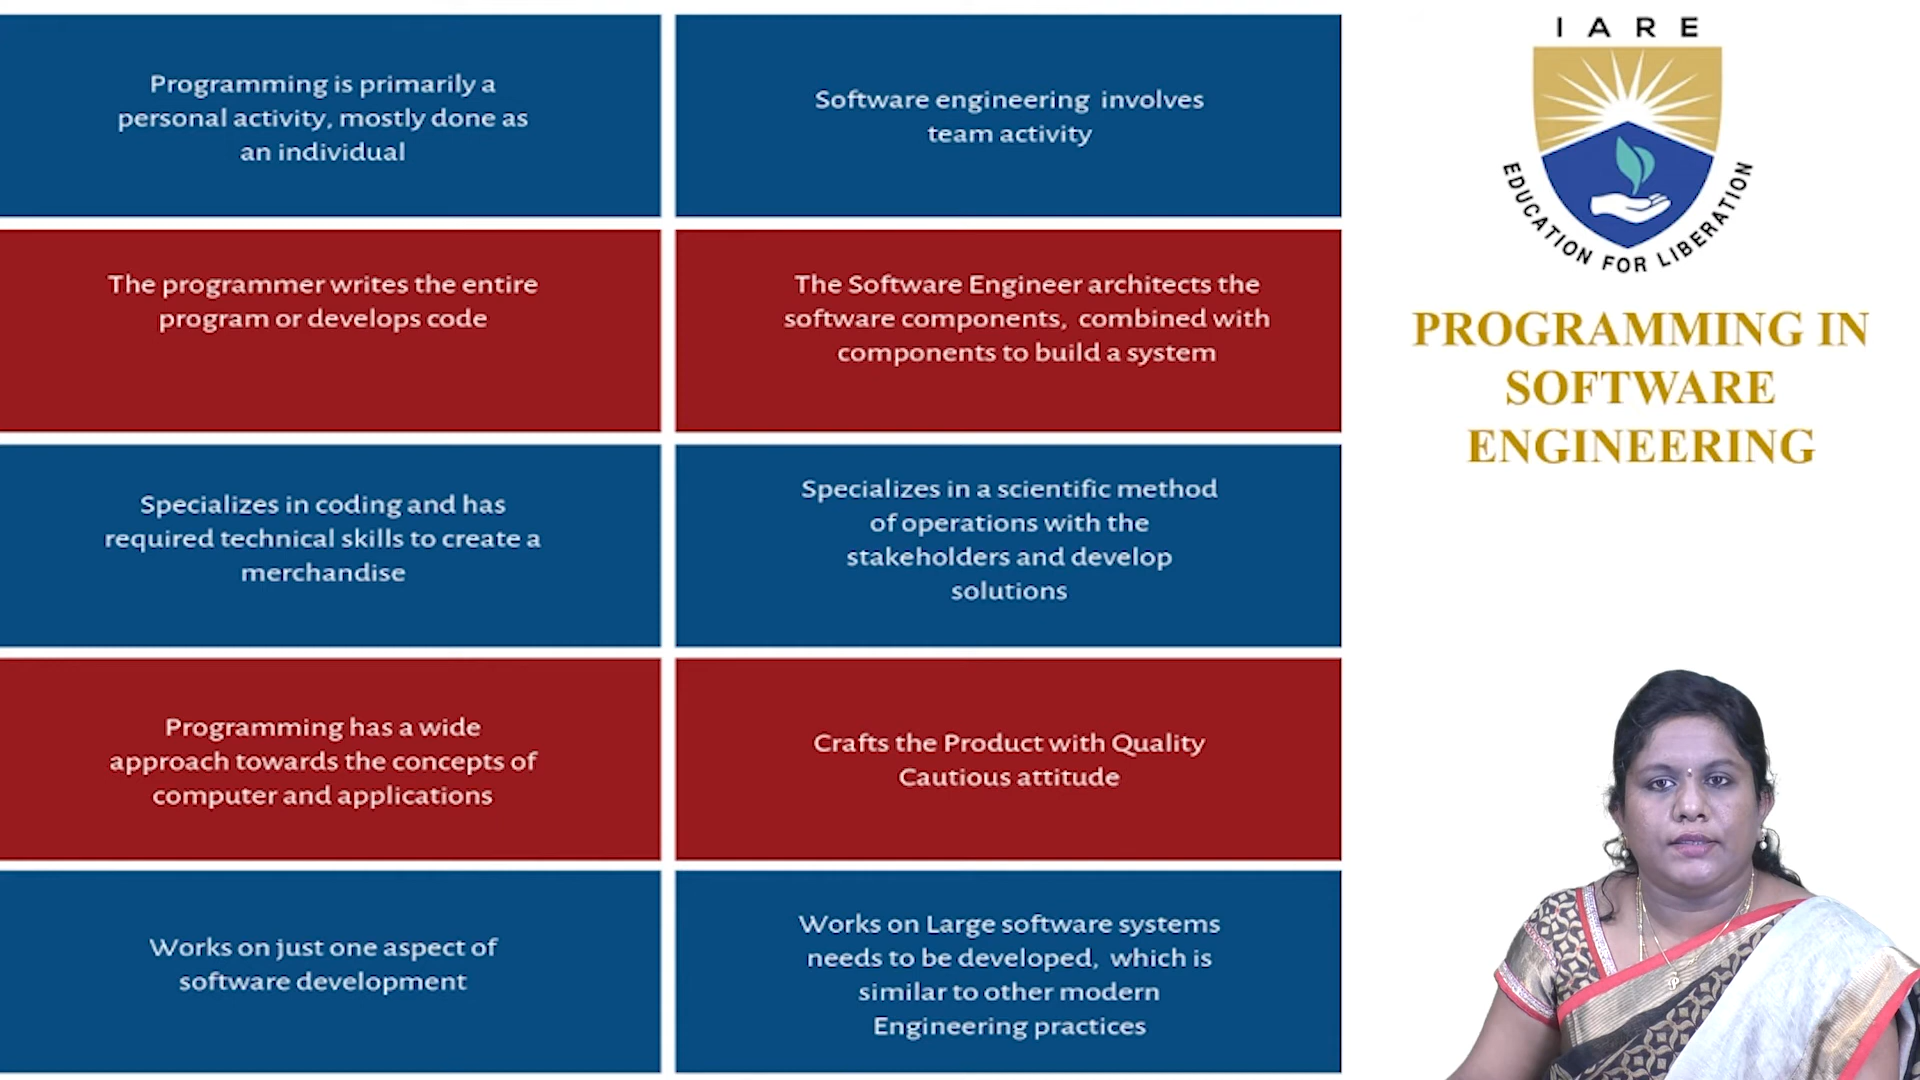 Programming is primarily a
personal activity, mostly done as
an individual
Software engineering involves
team activity
The programmer writes the entire
program or develops code
The Software Engineer architects the
software components, combined with
components to build a system
Specializes in coding and has
required technical skills to create a
merchandise
Specializes in a scientific method
of operations with the
stakeholders and develop
solutions
Programming has a wide
approach towards the concepts of
computer and applications
Crafts the Product with Quality
Cautious attitude
Works on just one aspect of
software development
Works on Large software systems
needs to be developed, which is
similar to other modern
Engineering practices
IARE
EDUCATION FOR LIBERATION
PROGRAMMING IN
SOFTWARE
ENGINEERING